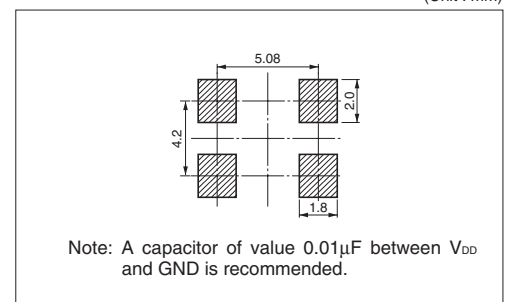 (Unit : mm)
5.08
2.0
4.2
1.8
Note: A capacitor of value 0.01μF between VDD
and GND is recommended.